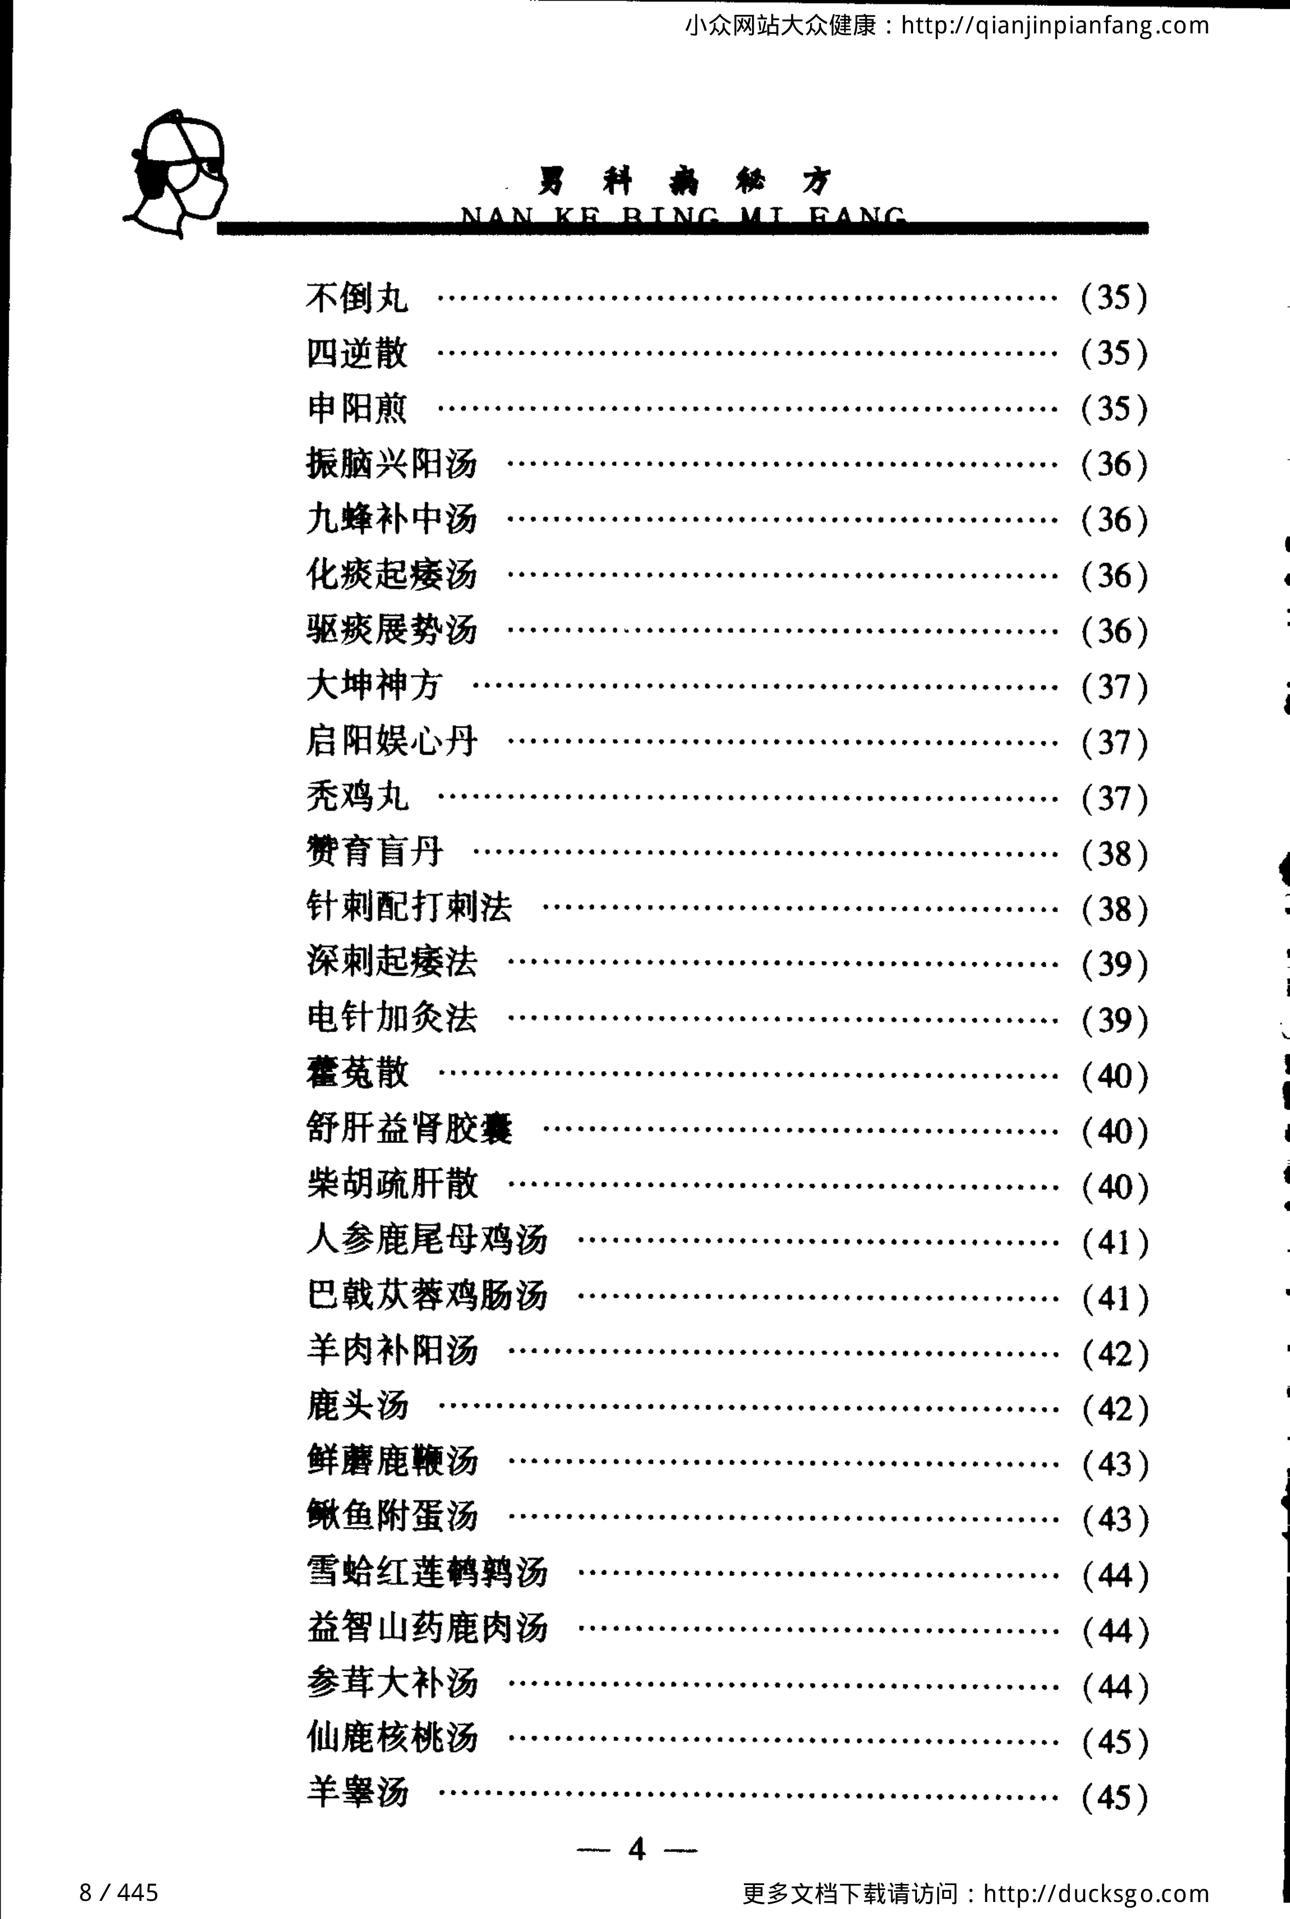 小众网站大众健康：http://qianjinpianfang.com
男科病秘方
NAN KE BING MI FANG
不倒丸 ……………………………………………… (35)
四逆散 ……………………………………………… (35)
申阳煎 ……………………………………………… (35)
振脑兴阳汤 ………………………………………… (36)
九蜂补中汤 ………………………………………… (36)
化痰起痿汤 ………………………………………… (36)
驱痰展势汤 ………………………………………… (36)
大坤神方 …………………………………………… (37)
启阳娱心丹 ………………………………………… (37)
秃鸡丸 ……………………………………………… (37)
赞育盲丹 …………………………………………… (38)
针刺配打刺法 ……………………………………… (38)
深刺起痿法 ………………………………………… (39)
电针加灸法 ………………………………………… (39)
藿菟散 ……………………………………………… (40)
舒肝益肾胶囊 ……………………………………… (40)
柴胡疏肝散 ………………………………………… (40)
人参鹿尾母鸡汤 …………………………………… (41)
巴戟苁蓉鸡肠汤 …………………………………… (41)
羊肉补阳汤 ………………………………………… (42)
鹿头汤 ……………………………………………… (42)
鲜蘑鹿鞭汤 ………………………………………… (43)
鳅鱼附蛋汤 ………………………………………… (43)
雪蛤红莲鹌鹑汤 …………………………………… (44)
益智山药鹿肉汤 …………………………………… (44)
参茸大补汤 ………………………………………… (44)
仙鹿核桃汤 ………………………………………… (45)
羊睾汤 ……………………………………………… (45)
— 4 —
8 / 445
更多文档下载请访问：http://ducksgo.com